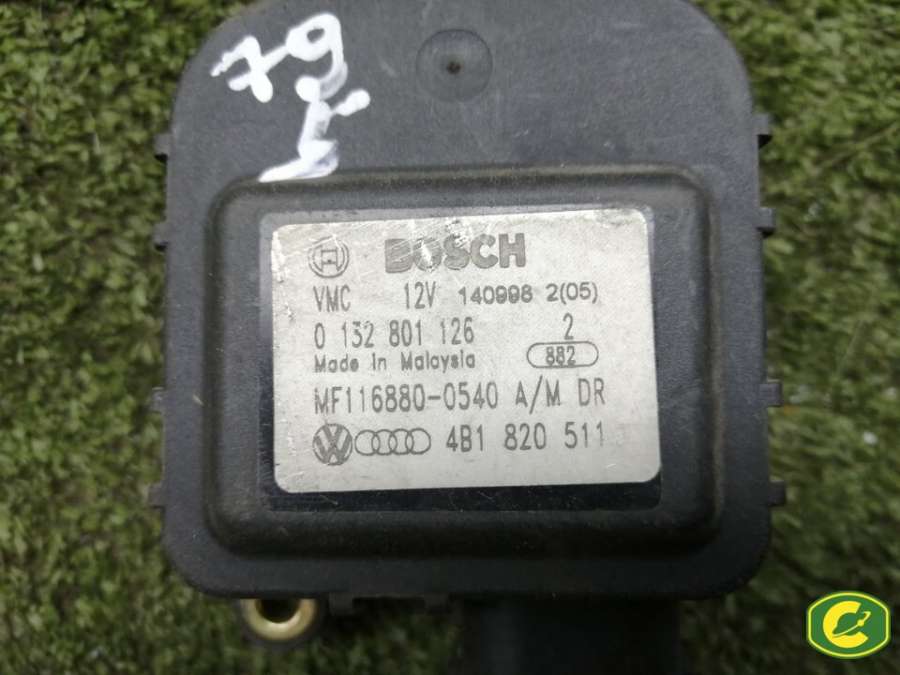 79
BOSCH
VMC 12V 140998 2(05)
0 132 801 126 2
Made in Malaysia 882
MF116880-0540 A/M DR
4B1 820 511